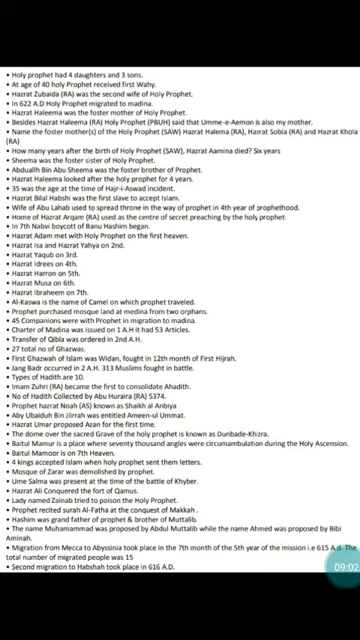 • Holy prophet had 4 daughters and 3 sons.
• At age of 40 holy Prophet received first Wahy.
• Hazrat Zubaida (RA) was the second wife of Holy Prophet.
• In 622 A.D Holy Prophet migrated to madina.
• Hazrat Haleema was the foster mother of Holy Prophet.
• Besides Hazrat Haleema (RA) Holy Prophet (PBUH) said that Umme-e-Aemon is also my mother.
• Name the foster mother(s) of the Holy Prophet (SAW) Hazrat Halema (RA), Hazrat Sobia (RA) and Hazrat Khola
(RA)
• How many years after the birth of Holy Prophet (SAW), Hazrat Aamina died? Six years
• Sheema was the foster sister of Holy Prophet.
• Abduallh Bin Abu Sheema was the foster brother of Prophet.
• Hazrat Haleema looked after the holy prophet for 4 years.
• 35 was the age at the time of Hajr-i-Aswad incident.
• Hazrat Bilal Habshi was the first slave to accept Islam.
• Wife of Abu Lahab used to spread throne in the way of prophet in 4th year of prophethood.
• Home of Hazrat Arqam (RA) used as the centre of secret preaching by the holy prophet.
• In 7th Nabvi boycott of Banu Hashim began.
• Hazrat Adam met with Holy Prophet on the first heaven.
• Hazrat Isa and Hazrat Yahya on 2nd.
• Hazrat Yaqub on 3rd.
• Hazrat Idrees on 4th.
• Hazrat Harron on 5th.
• Hazrat Musa on 6th.
• Hazrat Ibraheem on 7th.
• Al-Kaswa is the name of Camel on which prophet traveled.
• Prophet purchased mosque land at medina from two orphans.
• 45 Companions were with Prophet in migration to madina.
• Charter of Madina was issued on 1 A.H it had 53 Articles.
• Transfer of Qibla was ordered in 2nd A.H.
• 27 total no of Ghazwas.
• First Ghazwah of Islam was Widan, fought in 12th month of First Hijrah.
• Jang Badr occurred in 2 A.H. 313 Muslims fought in battle.
• Types of Hadith are 10.
• Imam Zuhri (RA) became the first to consolidate Ahadith.
• No of Hadith Collected by Abu Huraira (RA) 5374.
• Prophet hazrat Noah (AS) known as Shaikh al Anbiya
• Aby Ubaiduh Bin Jiirrah was entitled Ameen-ul Ummat.
• Hazrat Umar proposed Azan for the first time.
• The dome over the sacred Grave of the holy prophet is known as Dunbade-Khizra.
• Baitul Mamur is a place where seventy thousand angels were circumambulation during the Holy Ascension.
• Baitul Mamoor is on 7th Heaven.
• 4 kings accepted Islam when holy prophet sent them letters.
• Mosque of Zarar was demolished by prophet.
• Ume Salma was present at the time of the battle of Khyber.
• Hazrat Ali Conquered the fort of Qamus.
• Lady named Zainab tried to poison the Holy Prophet.
• Prophet recited surah Al-Fatha at the conquest of Makkah.
• Hashim was grand father of prophet & brother of Muttalib.
• The name Muhamammad was proposed by Abdul Muttalib while the name Ahmed was proposed by Bibi
Aminah.
• Migration from Mecca to Abyssinia took place in the 7th month of the 5th year of the mission i.e 615 A.d. The
total number of migrated people was 15
• Second migration to Habshah took place in 616 A.D.
09:02